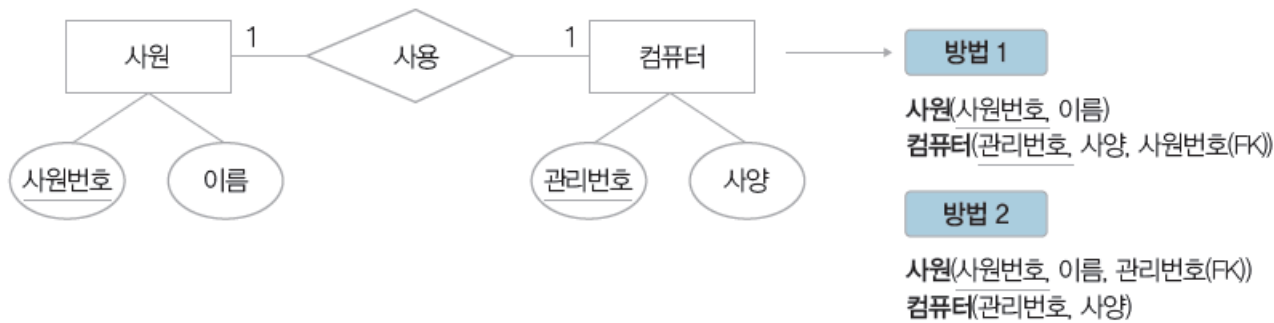 사원
1
사용
1
컴퓨터
사원번호
이름
관리번호
사양
방법 1
사원(사원번호, 이름)
컴퓨터(관리번호, 사양, 사원번호(FK))
방법 2
사원(사원번호, 이름, 관리번호(FK))
컴퓨터(관리번호, 사양)